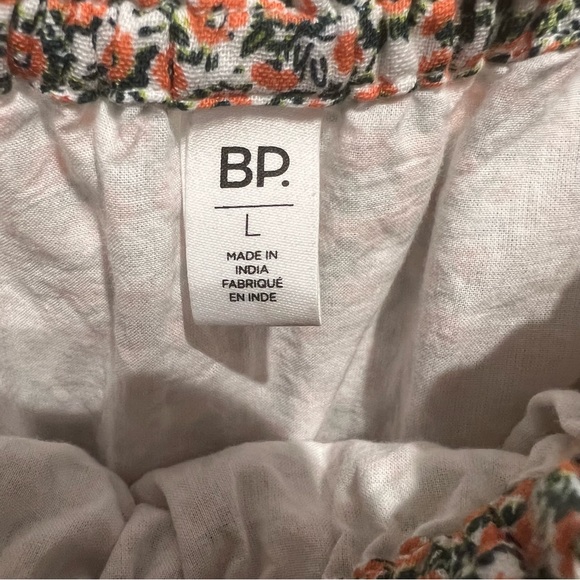 BP.
L
MADE IN
INDIA
FABRIQUÉ
EN INDE